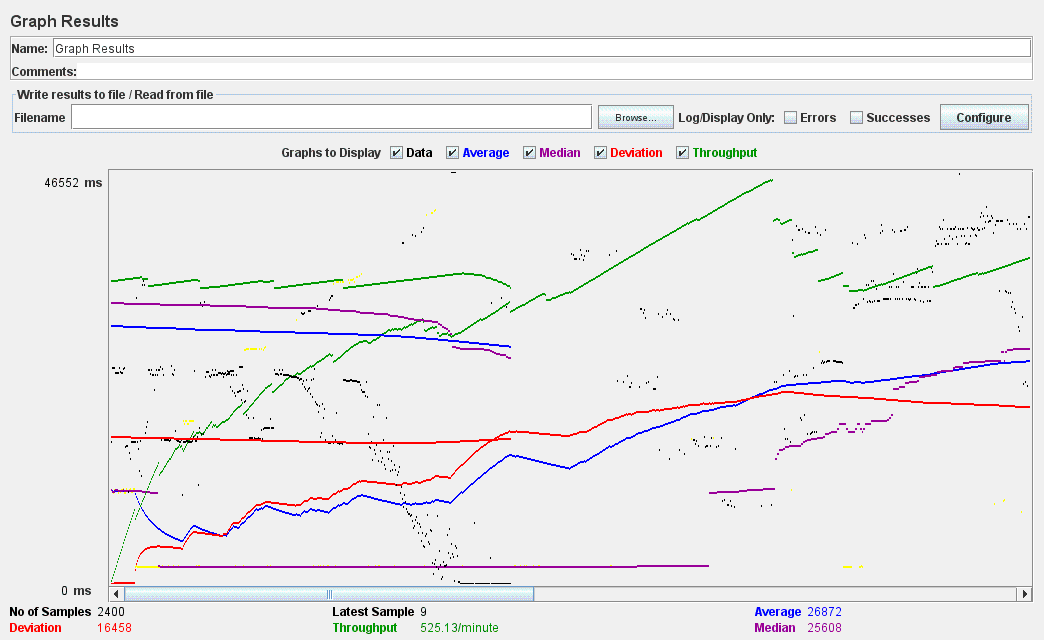 Graph Results
Name: Graph Results
Comments:
Write results to file / Read from file
Filename Browse... Log/Display Only: Errors Successes Configure
Graphs to Display Data Average Median Deviation Throughput
46552 ms
0 ms
No of Samples 2400 Latest Sample 9 Average 26872
Deviation 16458 Throughput 525.13/minute Median 25608